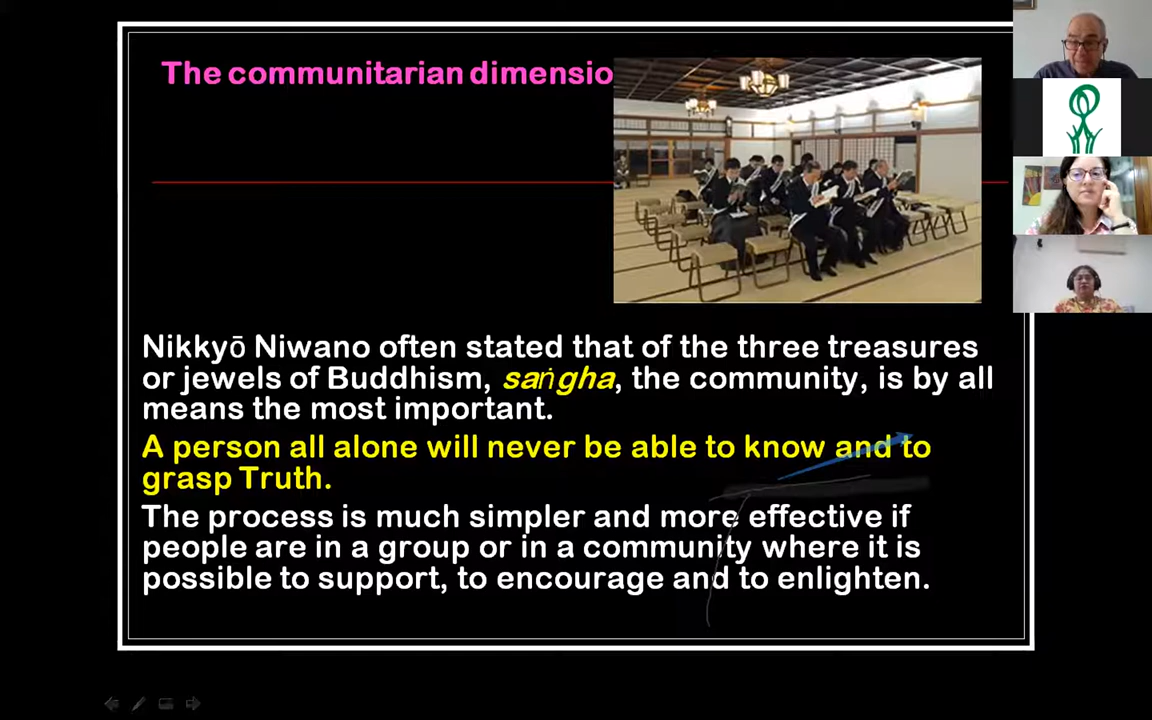 The communitarian dimensio
Nikkyō Niwano often stated that of the three treasures
or jewels of Buddhism, saṅgha, the community, is by all
means the most important.
A person all alone will never be able to know and to
grasp Truth.
The process is much simpler and more effective if
people are in a group or in a community where it is
possible to support, to encourage and to enlighten.